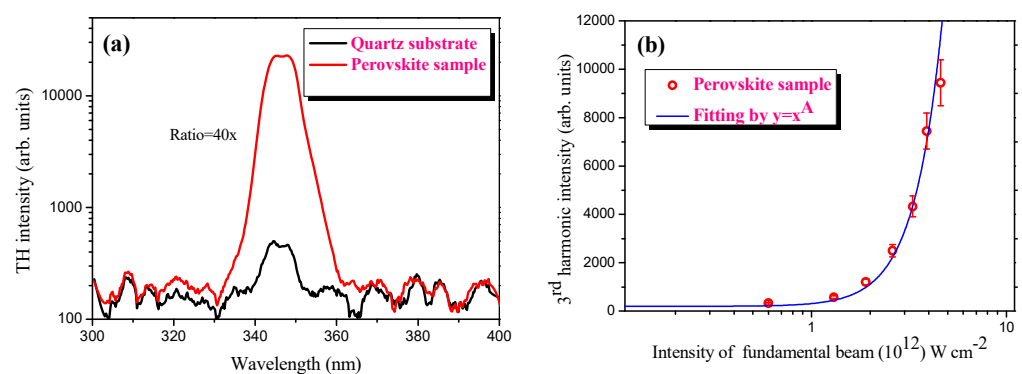 (a)
Quartz substrate
Perovskite sample
Ratio=40x
TH intensity (arb. units)
10000
1000
100
300 320 340 360 380 400
Wavelength (nm)
(b)
Perovskite sample
Fitting by y=x^A
3^rd harmonic intensity (arb. units)
12000
10000
8000
6000
4000
2000
0
1 10
Intensity of fundamental beam (10^12) W cm^-2